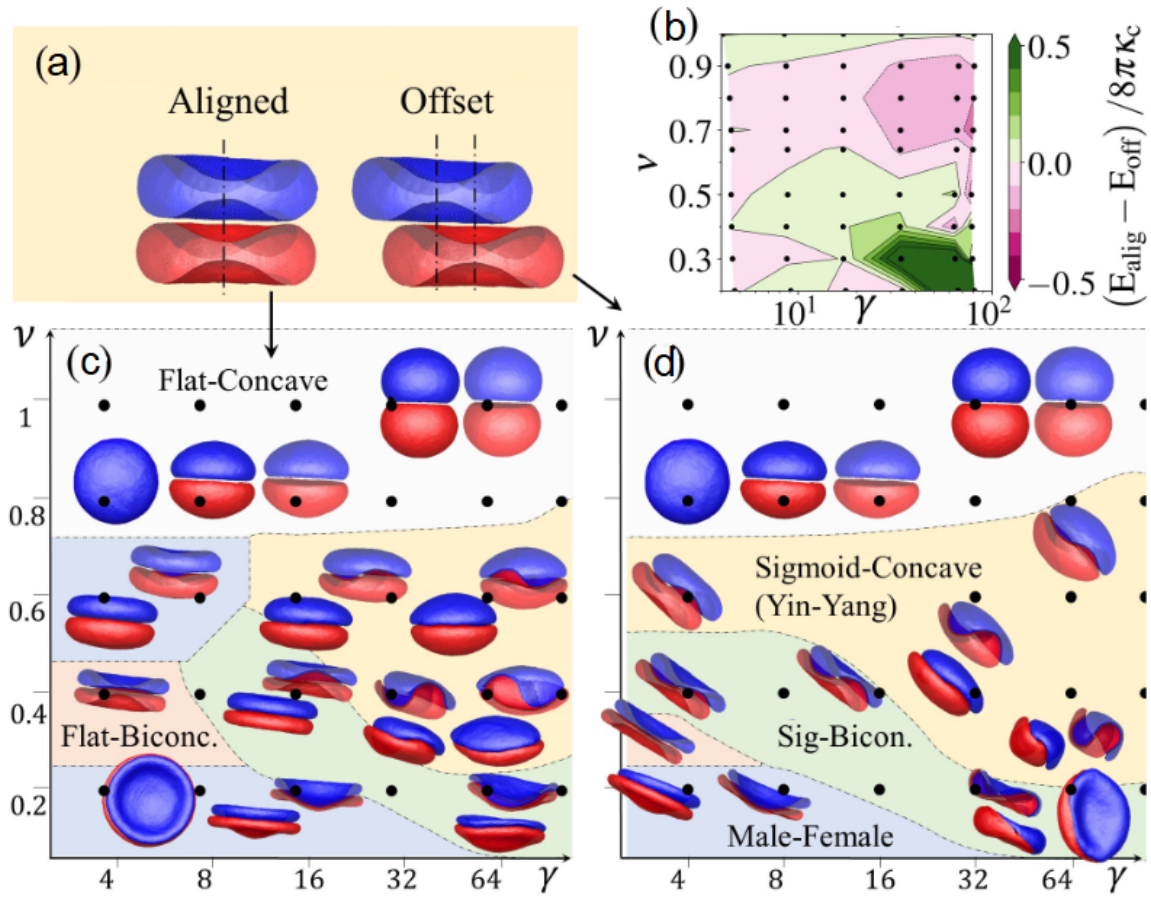 (a)
Aligned Offset
(b)
ν
0.9
0.7
0.5
0.3
10¹ γ 10²
0.5
0.0
−0.5
(E_alig − E_off) /8πκ_c
ν
(c)
Flat-Concave
1
0.8
0.6
0.4
Flat-Biconc.
0.2
4 8 16 32 64 γ
ν
(d)
Sigmoid-Concave
(Yin-Yang)
Sig-Bicon.
Male-Female
4 8 16 32 64 γ